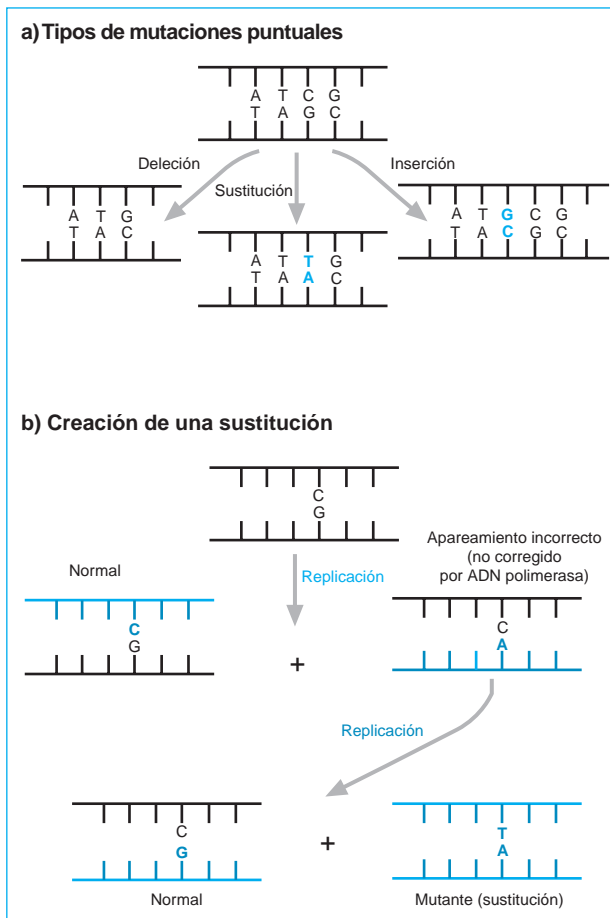 a) Tipos de mutaciones puntuales
A T C G
T A G C
Deleción
Sustitución
Inserción
A T G
T A C
A T T G
T A A C
A T G C G
T A C G C
b) Creación de una sustitución
C
G
Normal
Replicación
Apareamiento incorrecto
(no corregido
por ADN polimerasa)
C
G
+
C
A
Replicación
C
G
Normal
+
T
A
Mutante (sustitución)